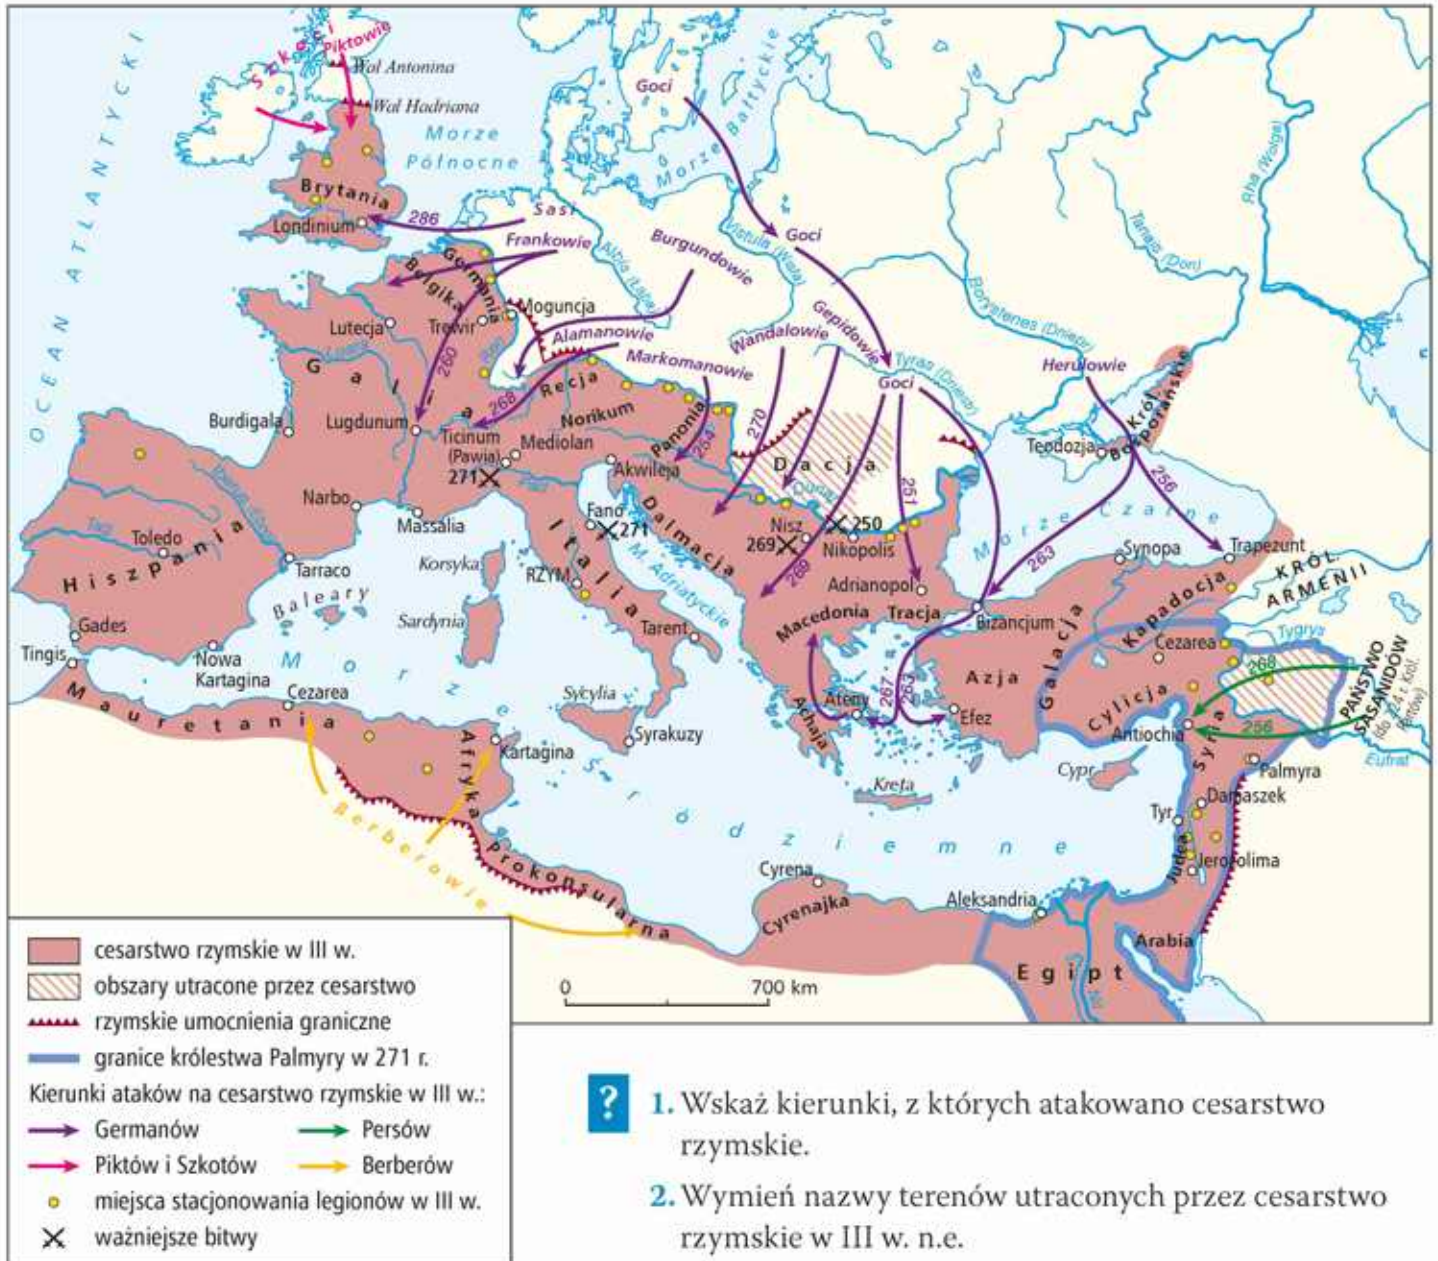 OCEAN ATLANTYCKI
Szkoci
Piktowie
Wał Antonina
Wał Hadriana
Morze
Północne
Goci
Morze Bałtyckie
Brytania
Londinium
286
Sasi
Frankowie
Burgundowie
Albis (Łaba)
Vistula (Wisła)
Goci
Rha (Wołga)
Tanais (Don)
Borystenes (Dniepr)
Germania
Belgika
Moguncja
Lutecja
Trewir
Ren
Alamanowie
Markomanowie
Wandalowie
Gepidowie
Tyras (Dniestr)
Goci
Herulowie
Galia
260
268
Recja
Norikum
Panonia
254
270
Dacja
251
Teodozja
Król.
Bosporańskie
256
Burdigala
Lugdunum
Ticinum
(Pawia)
Mediolan
271
Akwileja
Pad
Narbo
Massalia
Fano
271
Dalmacja
Nisz
269
250
Nikopolis
269
Morze Czarne
263
Synopa
Trapezunt
KRÓL.
ARMENII
Hiszpania
Toledo
Tag
Tarraco
Baleary
Korsyka
Sardynia
Italia
RZYM
M. Adriatyckie
Tarent
Adrianopol
Macedonia
Tracja
Bizancjum
Galacja
Kapadocja
Cezarea
Tygrys
Gades
Tingis
Nowa
Kartagina
Cezarea
Mauretania
Morze Śródziemne
Sycylia
Syrakuzy
Kartagina
Afryka Prokonsularna
Achaja
Ateny
267
263
Efez
Azja
Cylicja
Antiochia
Syria
268
256
PAŃSTWO
SASANIDÓW
(do 224 r. Król.
Partów)
Eufrat
Kreta
Cypr
Palmyra
Damaszek
Tyr
Judea
Jerozolima
Berberowie
Cyrena
Cyrenajka
Aleksandria
Egipt
Nil
Arabia
0 700 km
cesarstwo rzymskie w III w.
obszary utracone przez cesarstwo
rzymskie umocnienia graniczne
granice królestwa Palmyry w 271 r.
Kierunki ataków na cesarstwo rzymskie w III w.:
Germanów Persów
Piktów i Szkotów Berberów
miejsca stacjonowania legionów w III w.
ważniejsze bitwy
?
1. Wskaż kierunki, z których atakowano cesarstwo
rzymskie.
2. Wymień nazwy terenów utraconych przez cesarstwo
rzymskie w III w. n.e.